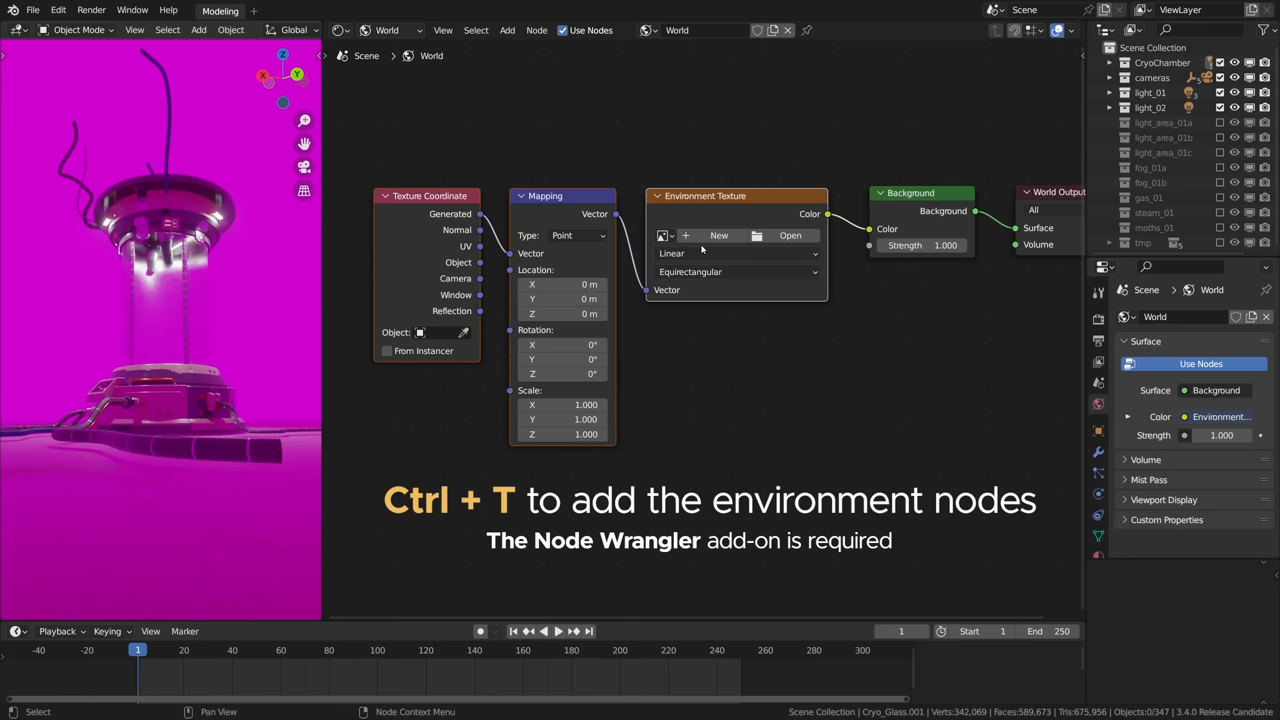 File Edit Render Window Help Modeling + Scene ViewLayer
Object Mode View Select Add Object Global World View Select Add Node Use Nodes World
Scene > World
Z
X
Y
Scene Collection
CryoChamber
cameras 5
light_01 3
light_02
light_area_01a
light_area_01b
light_area_01c
fog_01a
fog_01b
gas_01
steam_01
moths_01
tmp 5
Texture Coordinate
Generated
Normal
UV
Object
Camera
Window
Reflection
Object:
From Instancer
Mapping
Vector
Type: Point
Vector
Location:
X 0 m
Y 0 m
Z 0 m
Rotation:
X 0°
Y 0°
Z 0°
Scale:
X 1.000
Y 1.000
Z 1.000
Environment Texture
Color
+ New Open
Linear
Equirectangular
Vector
Background
Background
Color
Strength 1.000
World Output
All
Surface
Volume
Scene > World
World
Surface
Use Nodes
Surface Background
Color Environment...
Strength 1.000
Volume
Mist Pass
Viewport Display
Custom Properties
Ctrl + T to add the environment nodes
The Node Wrangler add-on is required
Playback Keying View Marker 1 Start 1 End 250
-40 -20 1 20 40 60 80 100 120 140 160 180 200 220 240 260 280 300
Select Pan View Node Context Menu Scene Collection | Cryo_Glass.001 | Verts:342,069 | Faces:589,673 | Tris:675,956 | Objects:0/347 | 3.4.0 Release Candidate